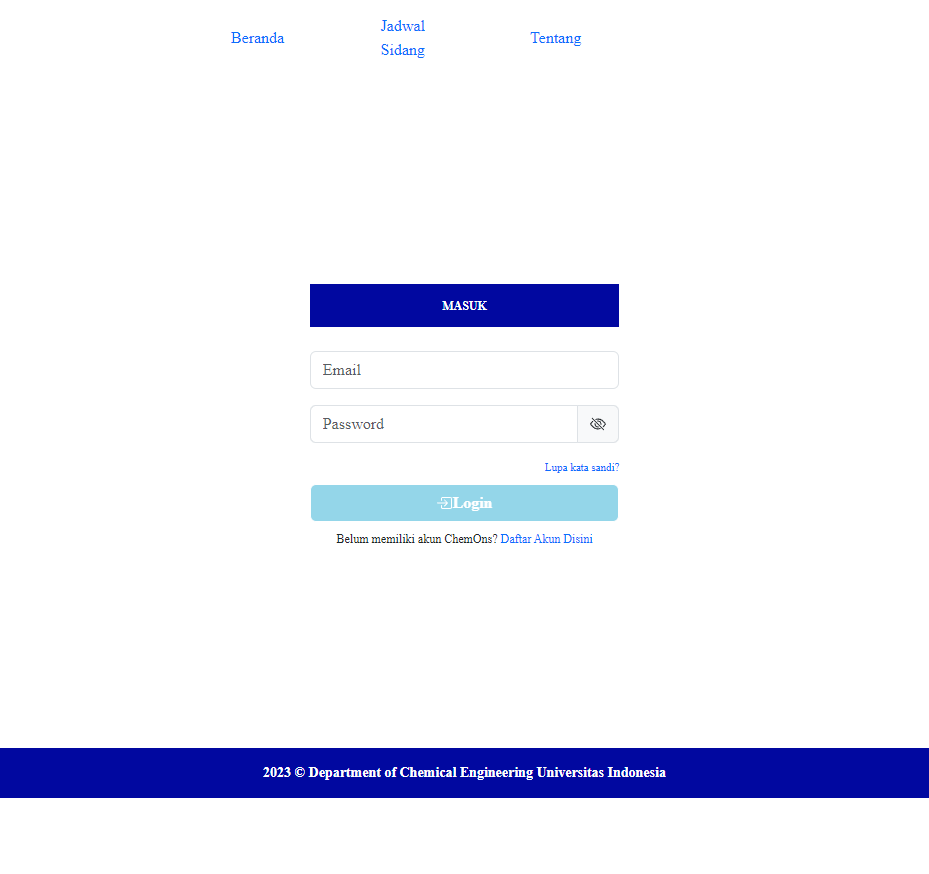 Beranda
Jadwal
Sidang
Tentang
MASUK
Email
Password
Lupa kata sandi?
Login
Belum memiliki akun ChemOns? Daftar Akun Disini
2023 © Department of Chemical Engineering Universitas Indonesia